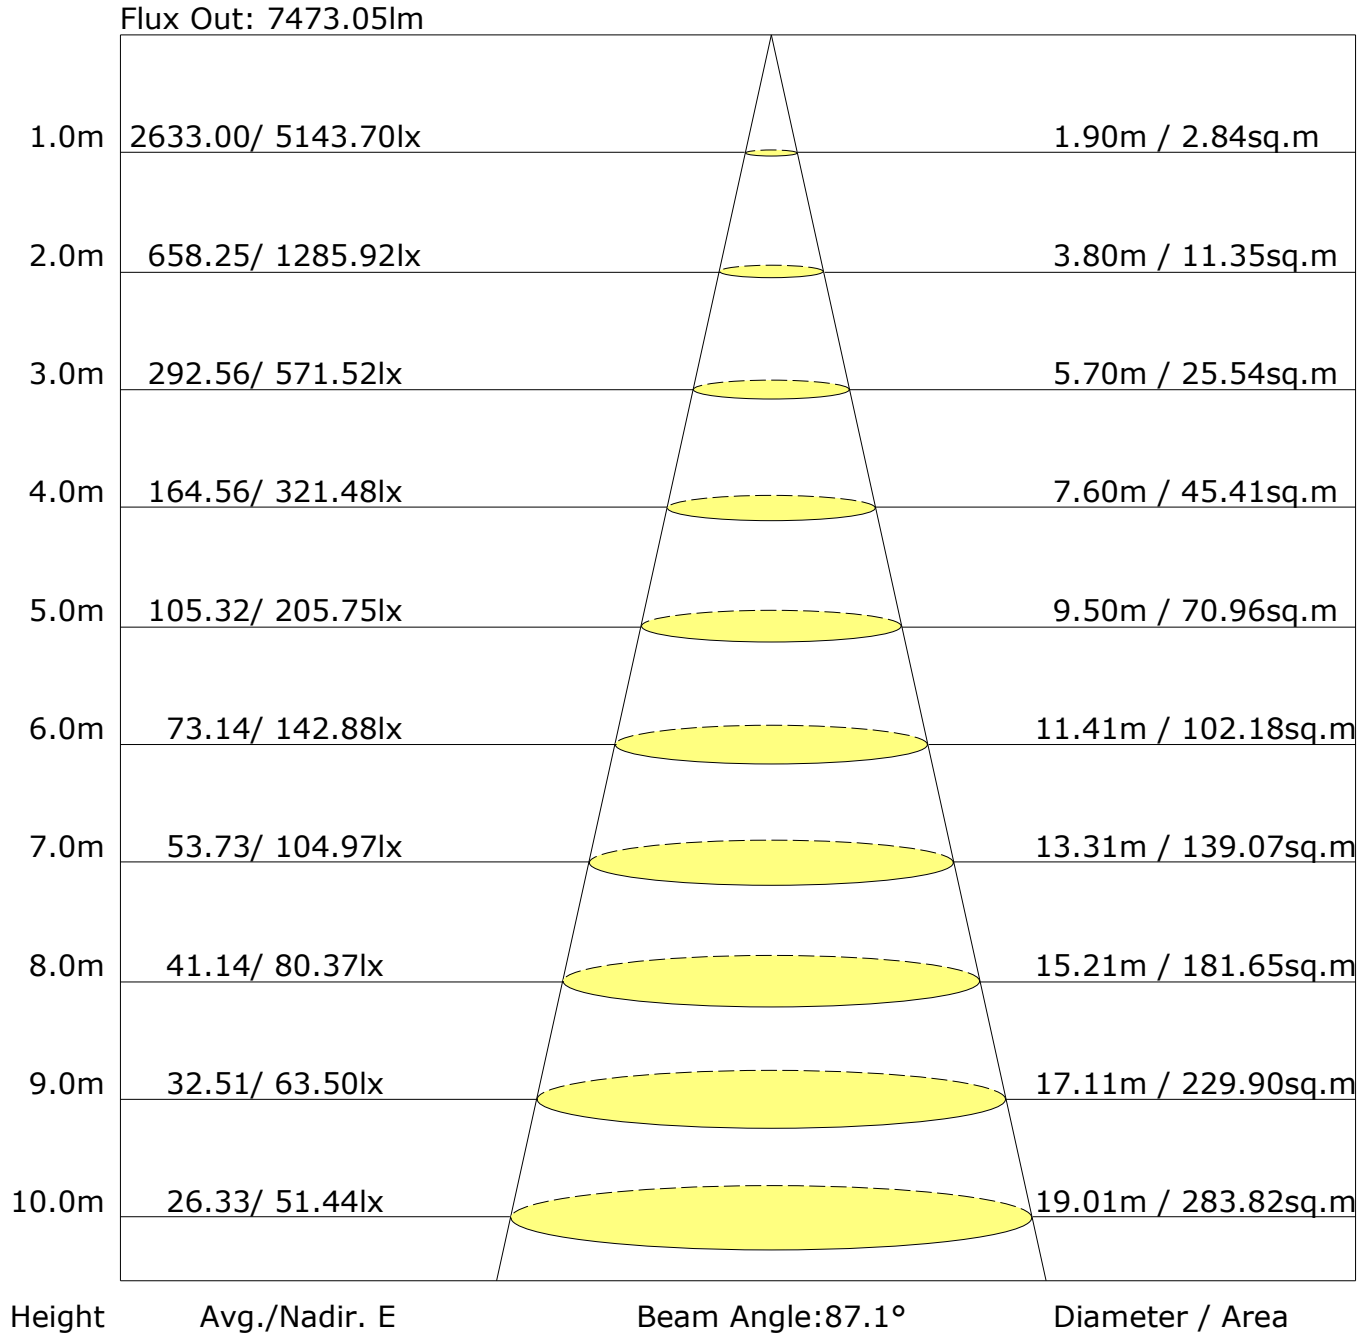 Flux Out: 7473.05lm
1.0m 2633.00/ 5143.70lx 1.90m / 2.84sq.m
2.0m 658.25/ 1285.92lx 3.80m / 11.35sq.m
3.0m 292.56/ 571.52lx 5.70m / 25.54sq.m
4.0m 164.56/ 321.48lx 7.60m / 45.41sq.m
5.0m 105.32/ 205.75lx 9.50m / 70.96sq.m
6.0m 73.14/ 142.88lx 11.41m / 102.18sq.m
7.0m 53.73/ 104.97lx 13.31m / 139.07sq.m
8.0m 41.14/ 80.37lx 15.21m / 181.65sq.m
9.0m 32.51/ 63.50lx 17.11m / 229.90sq.m
10.0m 26.33/ 51.44lx 19.01m / 283.82sq.m
Height Avg./Nadir. E Beam Angle:87.1° Diameter / Area